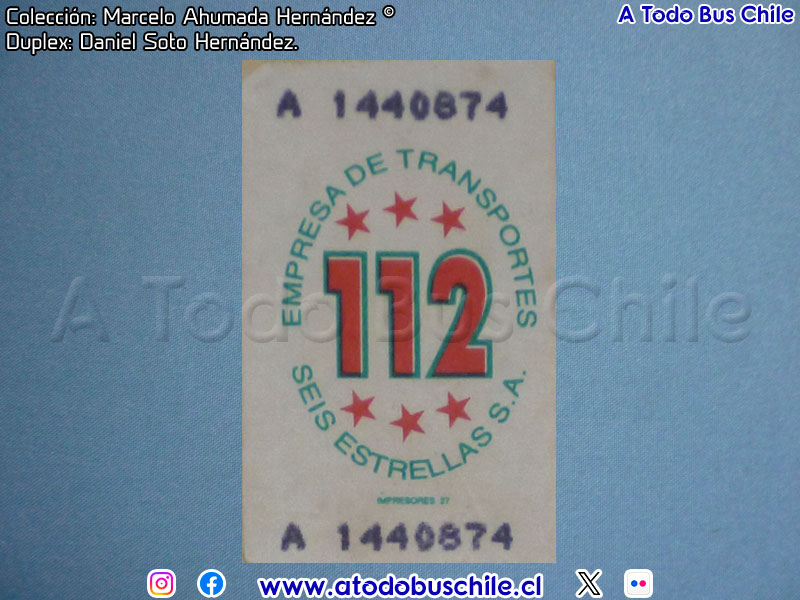 Colección: Marcelo Ahumada Hernández ©
Duplex: Daniel Soto Hernández.
A Todo Bus Chile
A 1440874
EMPRESA DE TRANSPORTES
112
SEIS ESTRELLAS S.A.
IMPRESORES 27
A 1440874
A Todo Bus Chile
www.atodobuschile.cl